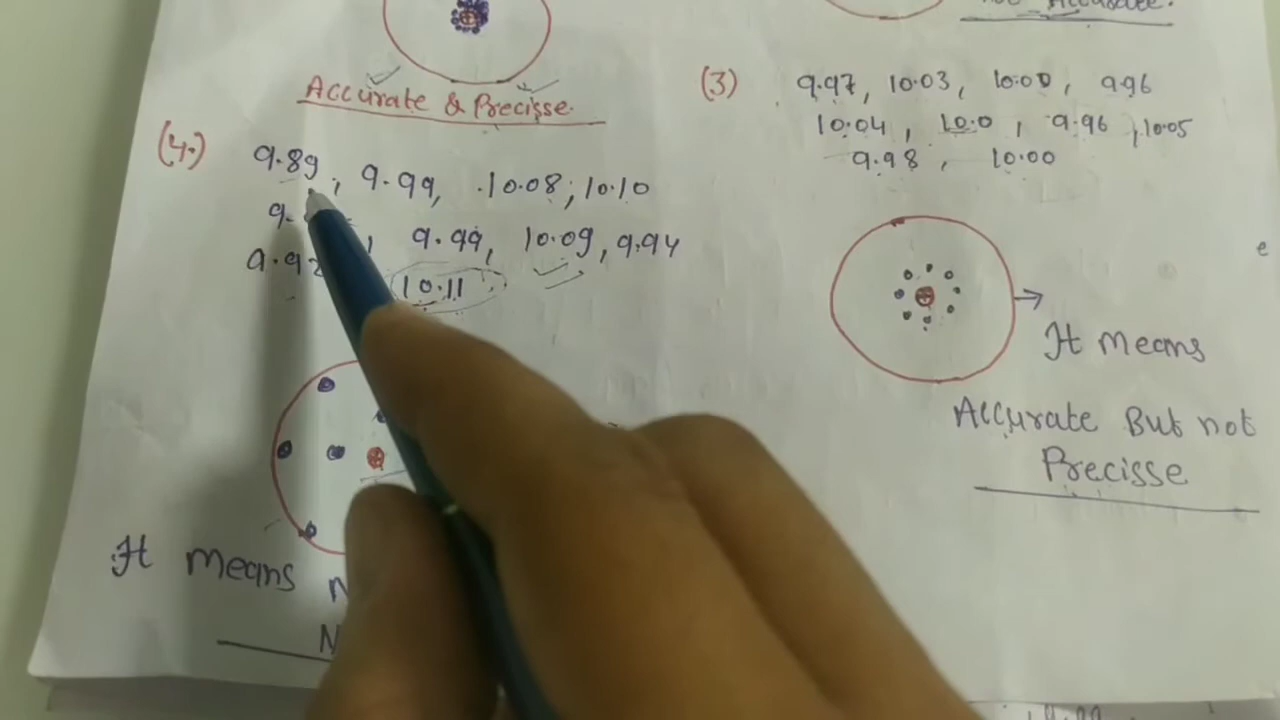 Accurate & Precisse.
(4.) 9.89, 9.99, 10.08, 10.10
9.99, 10.09, 9.94
10.11
It means
(3) 9.97, 10.03, 10.00, 9.96
10.04, 10.0, 9.96, 10.05
9.98, 10.00
It means
Accurate But not
Precisse